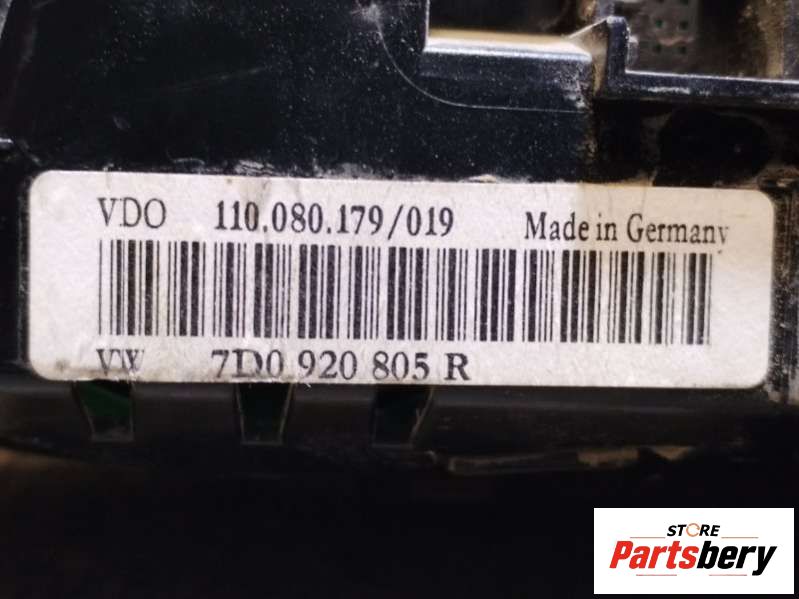 VDO 110.080.179/019 Made in Germany
VW 7D0 920 805 R
STORE
Partsbery